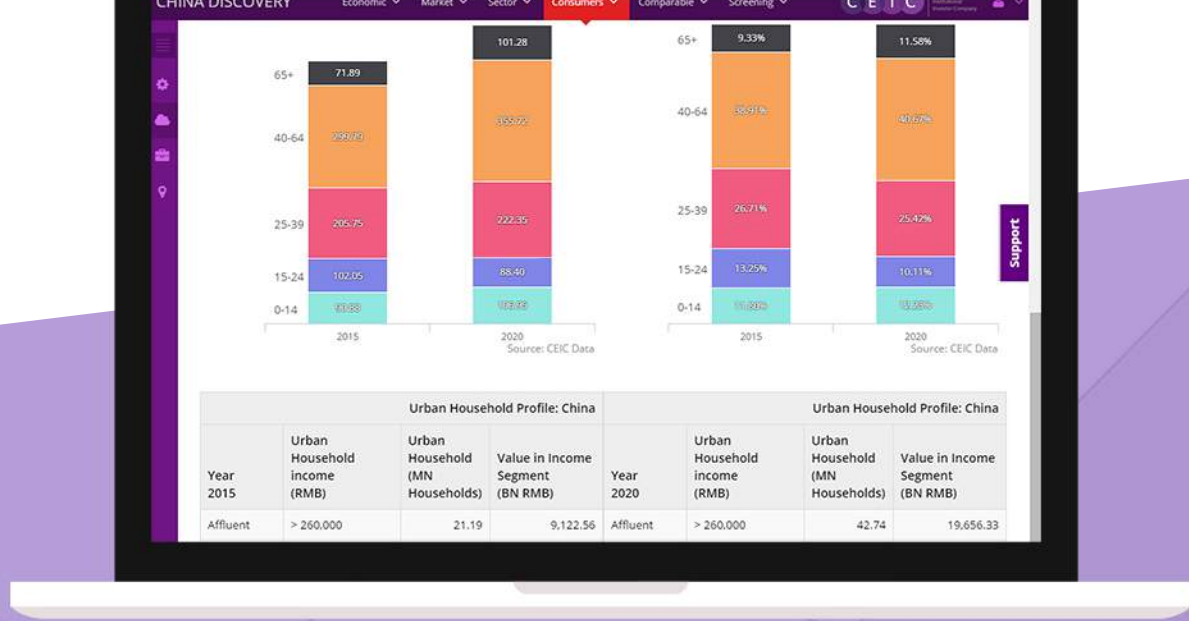 CHINA DISCOVERY
Economic
Market
Sector
Consumers
Comparable
Screening
C E I C
101.28
65+
71.89
40-64
299.79
355.72
25-39
205.75
222.35
15-24
102.05
88.40
0-14
2015
2020
Source: CEIC Data
65+
9.33%
11.58%
40-64
38.91%
40.67%
25-39
26.71%
25.42%
15-24
13.25%
10.11%
0-14
2015
2020
Source: CEIC Data
Support
Urban Household Profile: China
Urban Household Profile: China
Year
2015
Urban
Household
income
(RMB)
Urban
Household
(MN
Households)
Value in Income
Segment
(BN RMB)
Year
2020
Urban
Household
income
(RMB)
Urban
Household
(MN
Households)
Value in Income
Segment
(BN RMB)
Affluent > 260,000 21.19 9,122.56 Affluent > 260,000 42.74 19,656.33